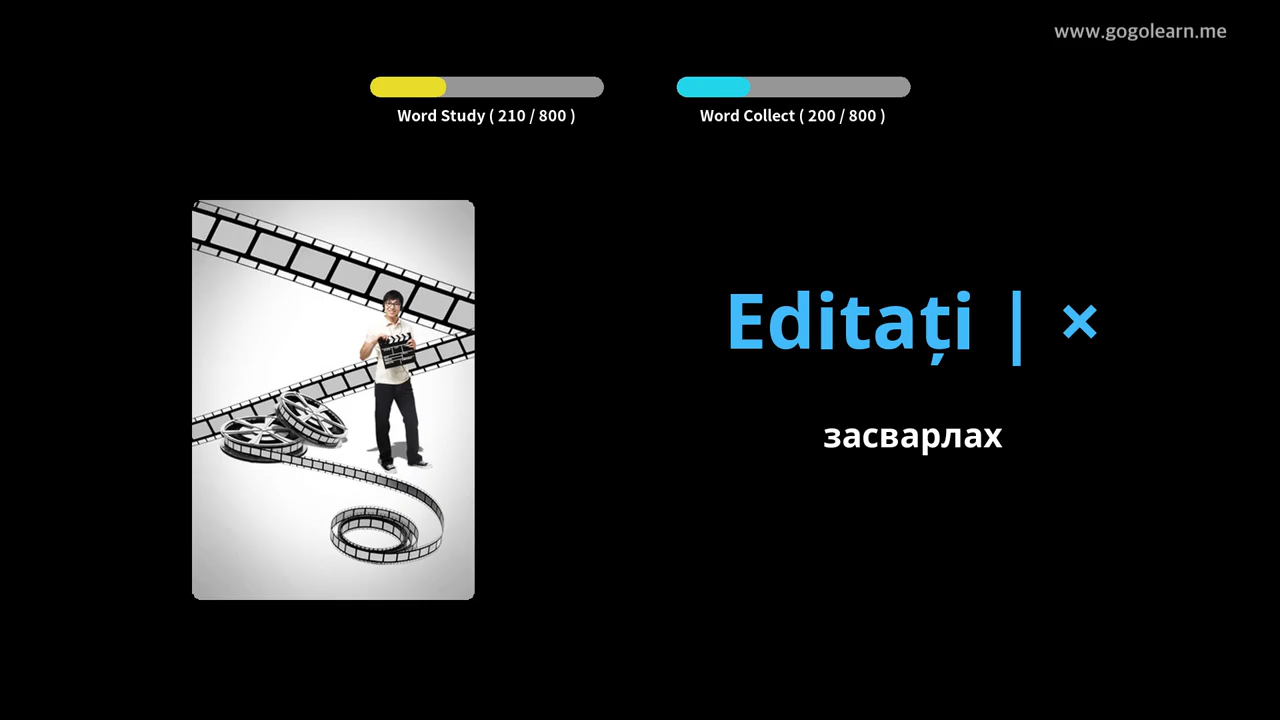 www.gogolearn.me
Word Study ( 210 / 800 )
Word Collect ( 200 / 800 )
Editați | ×
засварлах